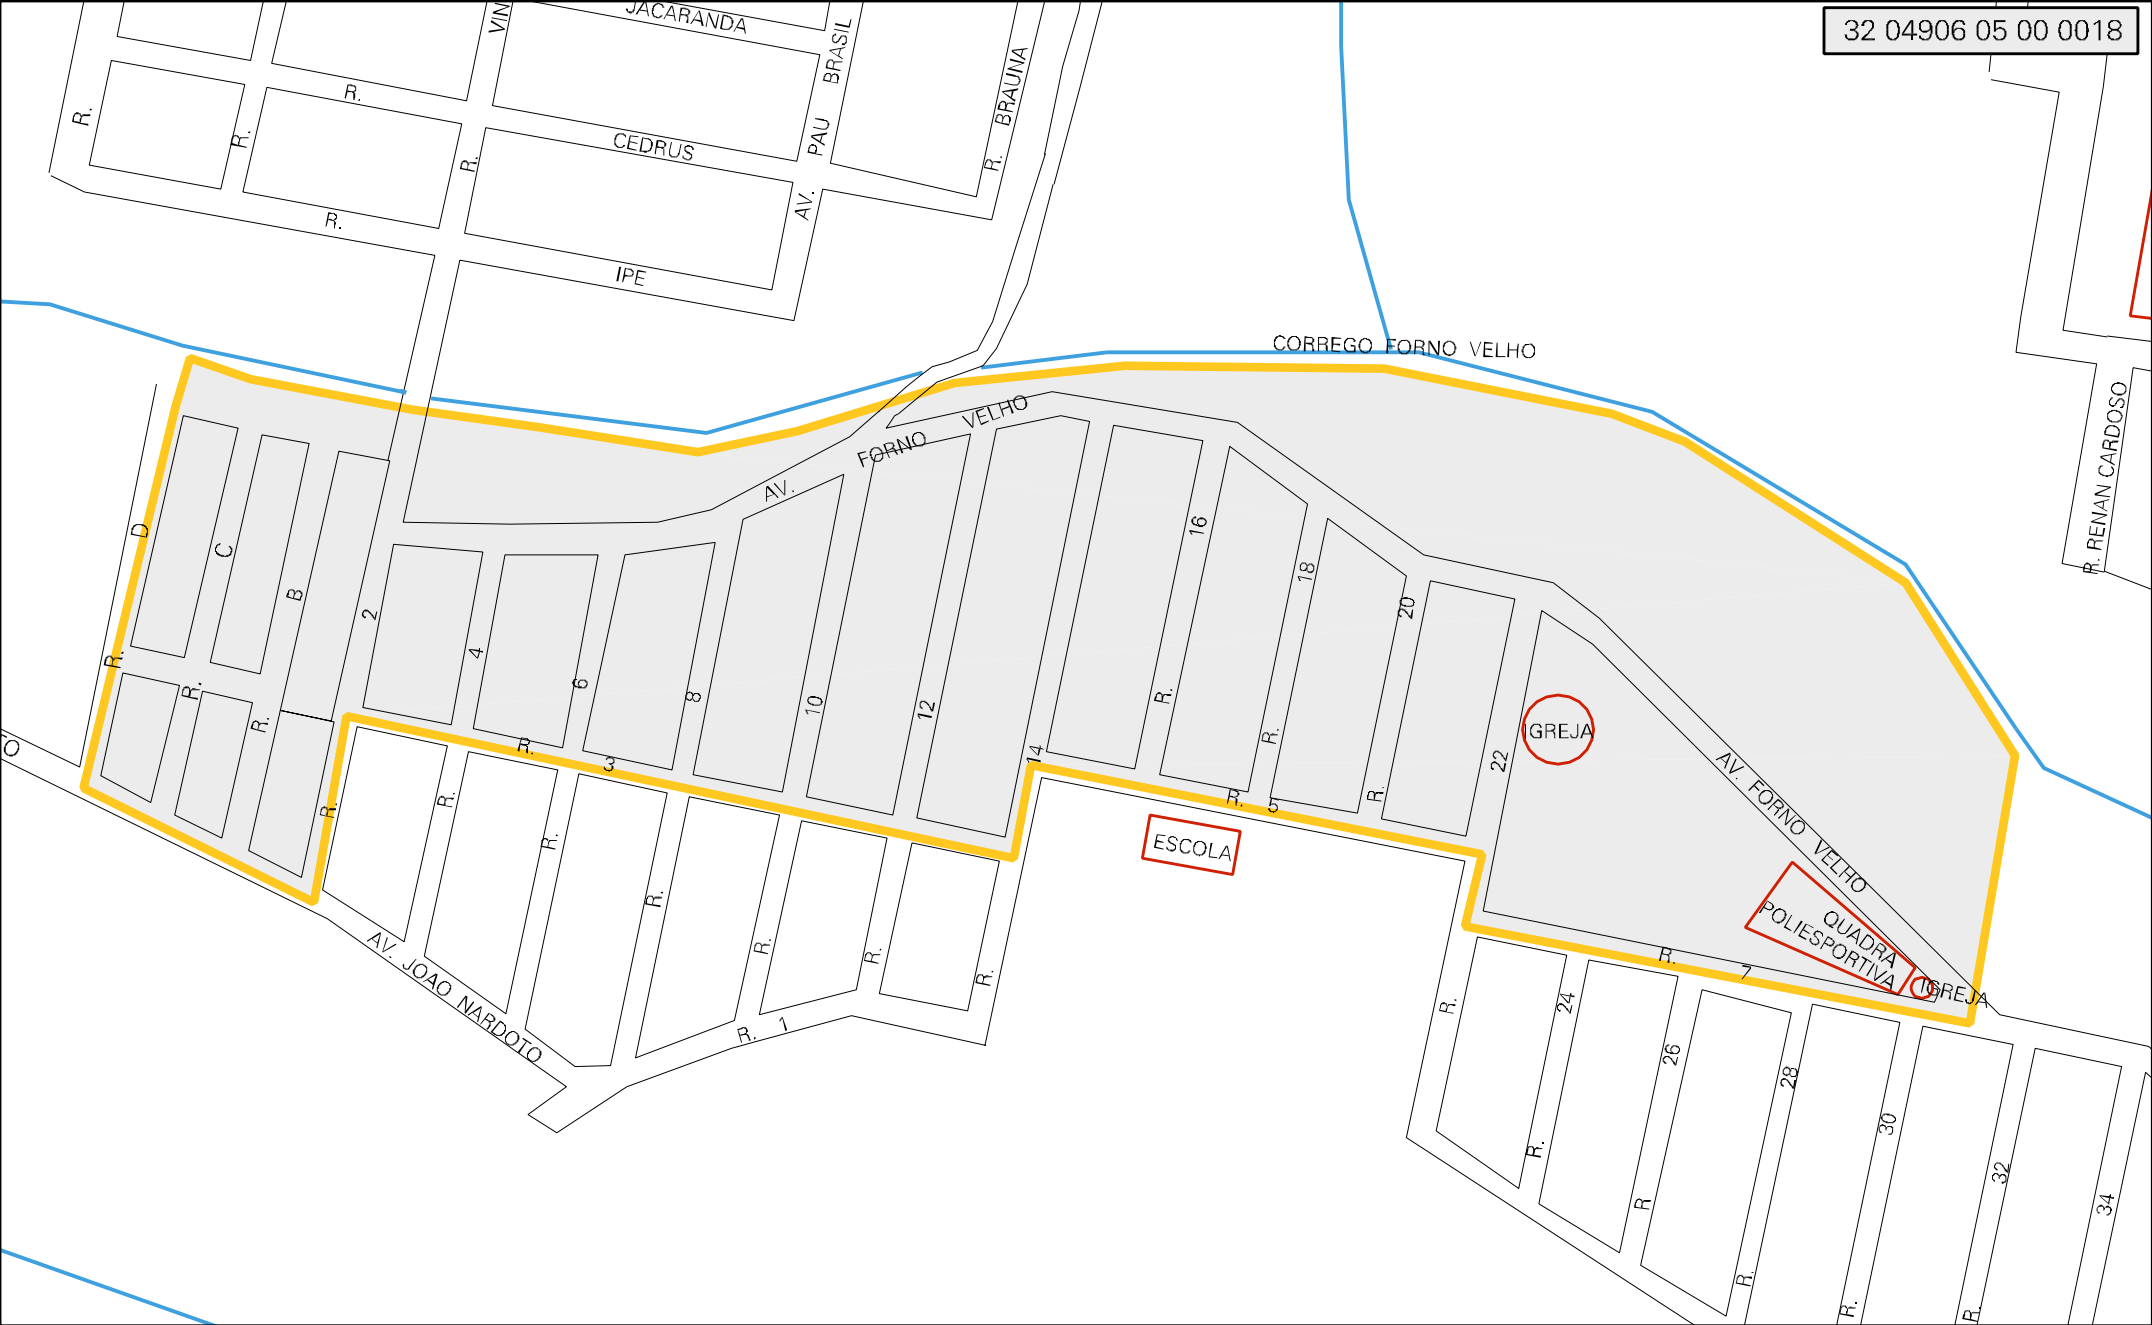 32 04906 05 00 0018
JACARANDA
VIN
PAU BRASIL
AV.
R. BRAUNA
R.
R.
R.
R.
CEDRUS
R.
IPE
CORREGO FORNO VELHO
R. RENAN CARDOSO
AV. FORNO VELHO
R. D
R. C
R. B
R. 2
R. 4
R. 6
R. 8
R. 10
R. 12
R. 14
R. 16
R. 18
R. 20
R. 22
R. 3
R. 5
IGREJA
ESCOLA
AV. FORNO VELHO
QUADRA
POLIESPORTIVA
IGREJA
R. 7
TO
AV. JOAO NARDOTO
R. 1
R. 24
R 26
R. 28
R. 30
R. 32
34